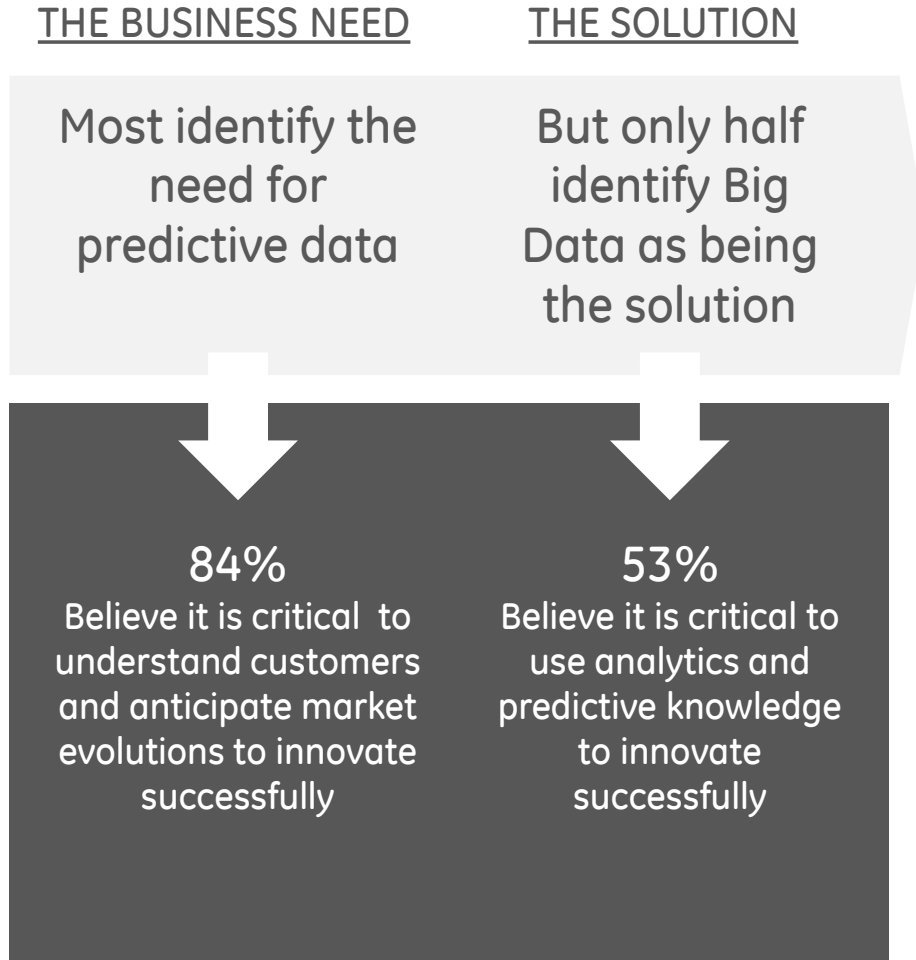 THE BUSINESS NEED
THE SOLUTION
Most identify the
need for
predictive data
But only half
identify Big
Data as being
the solution
84%
Believe it is critical  to
understand customers
and anticipate market
evolutions to innovate
successfully
53%
Believe it is critical to
use analytics and
predictive knowledge
to innovate
successfully